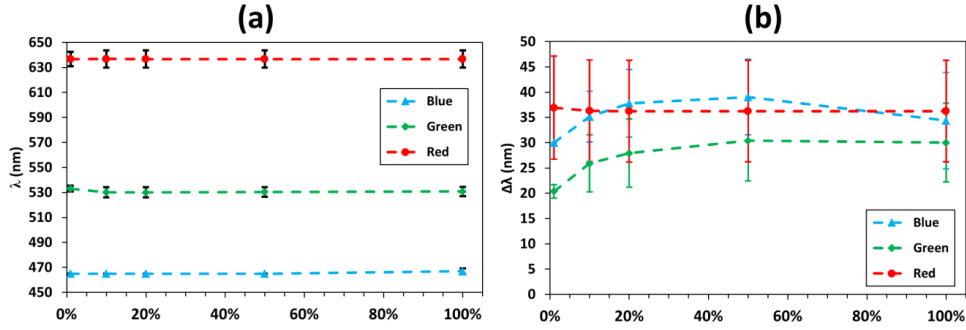 (a)
650
630
610
590
570
550
530
510
490
470
450
λ (nm)
0% 20% 40% 60% 80% 100%
Blue
Green
Red
(b)
50
45
40
35
30
25
20
15
10
5
0
Δλ (nm)
0% 20% 40% 60% 80% 100%
Blue
Green
Red